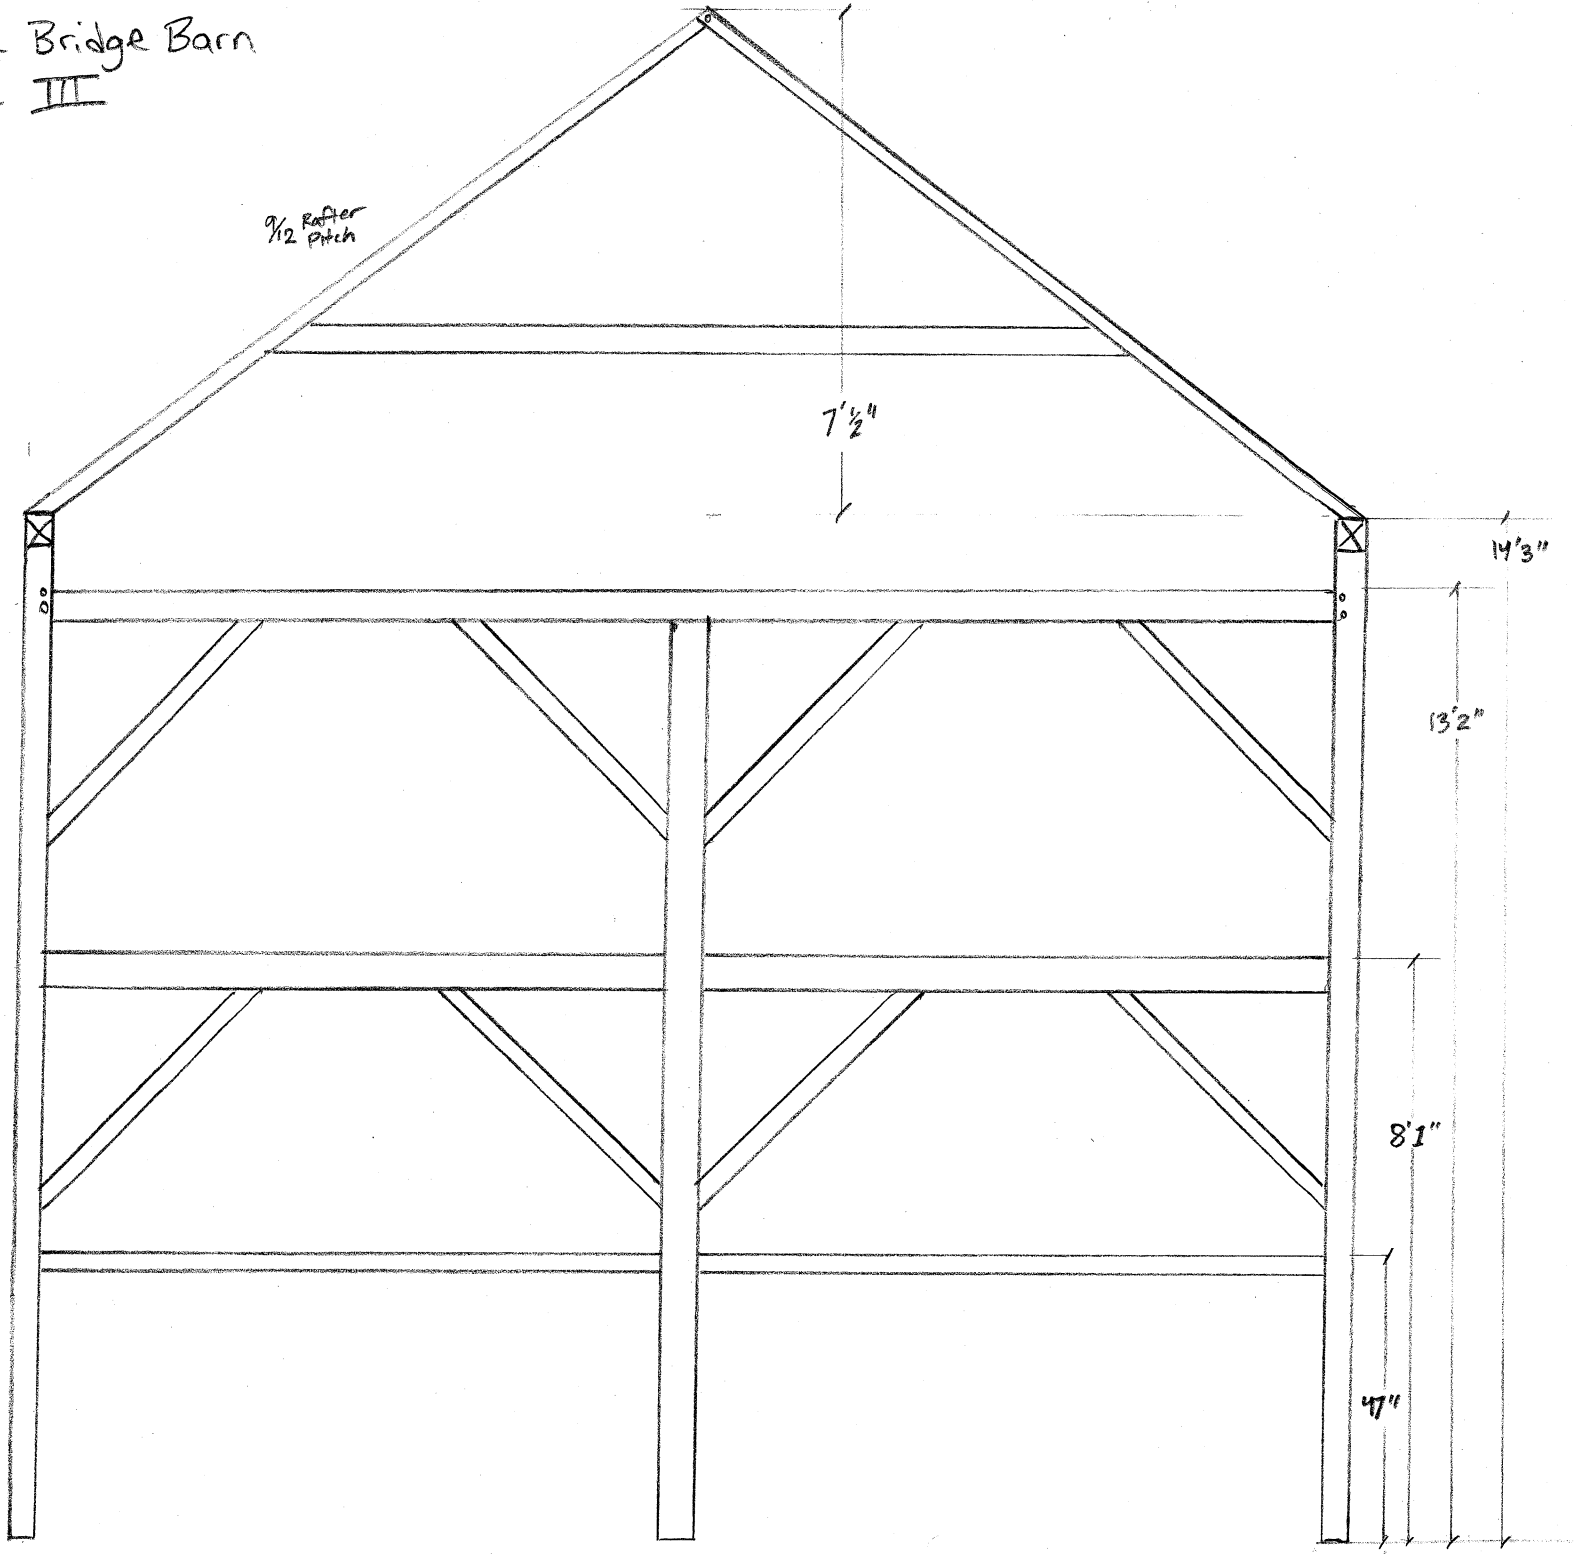 Bridge Barn
III
9/12 Rafter
Pitch
7'½"
14'3"
13'2"
8'1"
47"